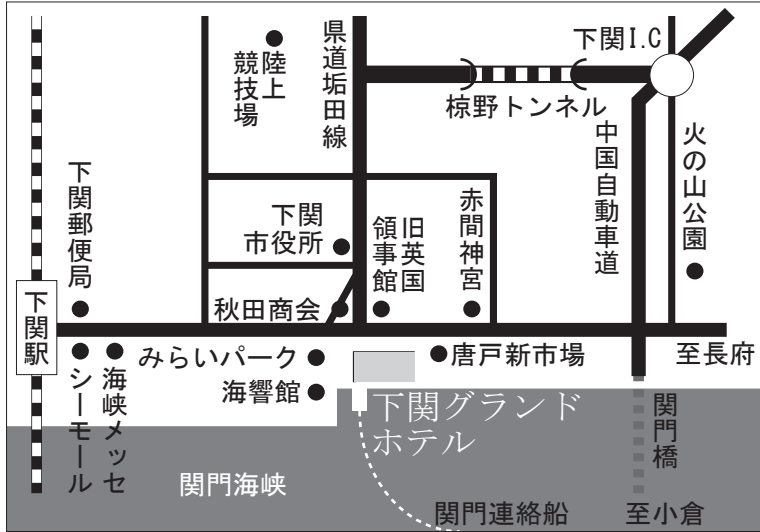 下関I.C
陸上
競技場
県道垢田線
椋野トンネル
中国自動車道
火の山公園
下関郵便局
下関
市役所
旧英国
領事館
赤間神宮
下関駅
秋田商会
みらいパーク
唐戸新市場
至長府
海響館
シーモール
海峡メッセ
下関グランド
ホテル
関門橋
関門海峡
関門連絡船
至小倉